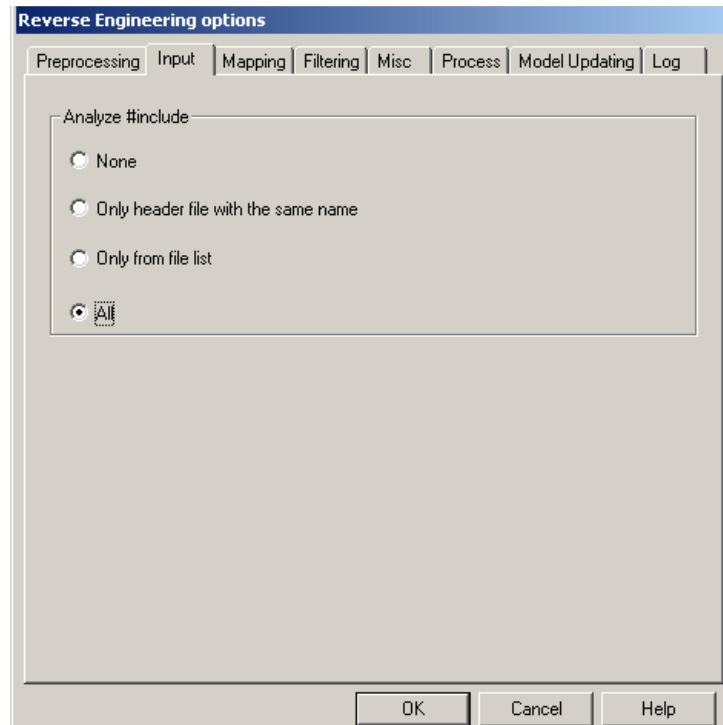 Reverse Engineering options
Preprocessing Input Mapping Filtering Misc Process Model Updating Log
Analyze #include
None
Only header file with the same name
Only from file list
All
OK Cancel Help